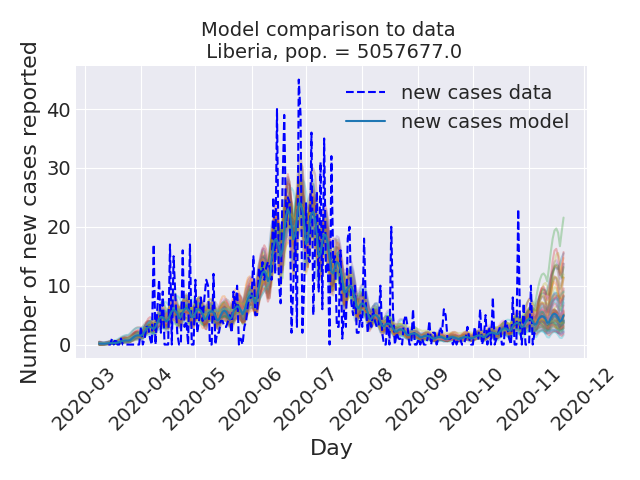 Model comparison to data
Liberia, pop. = 5057677.0
Number of new cases reported
40
30
20
10
0
new cases data
new cases model
2020-03
2020-04
2020-05
2020-06
2020-07
2020-08
2020-09
2020-10
2020-11
2020-12
Day